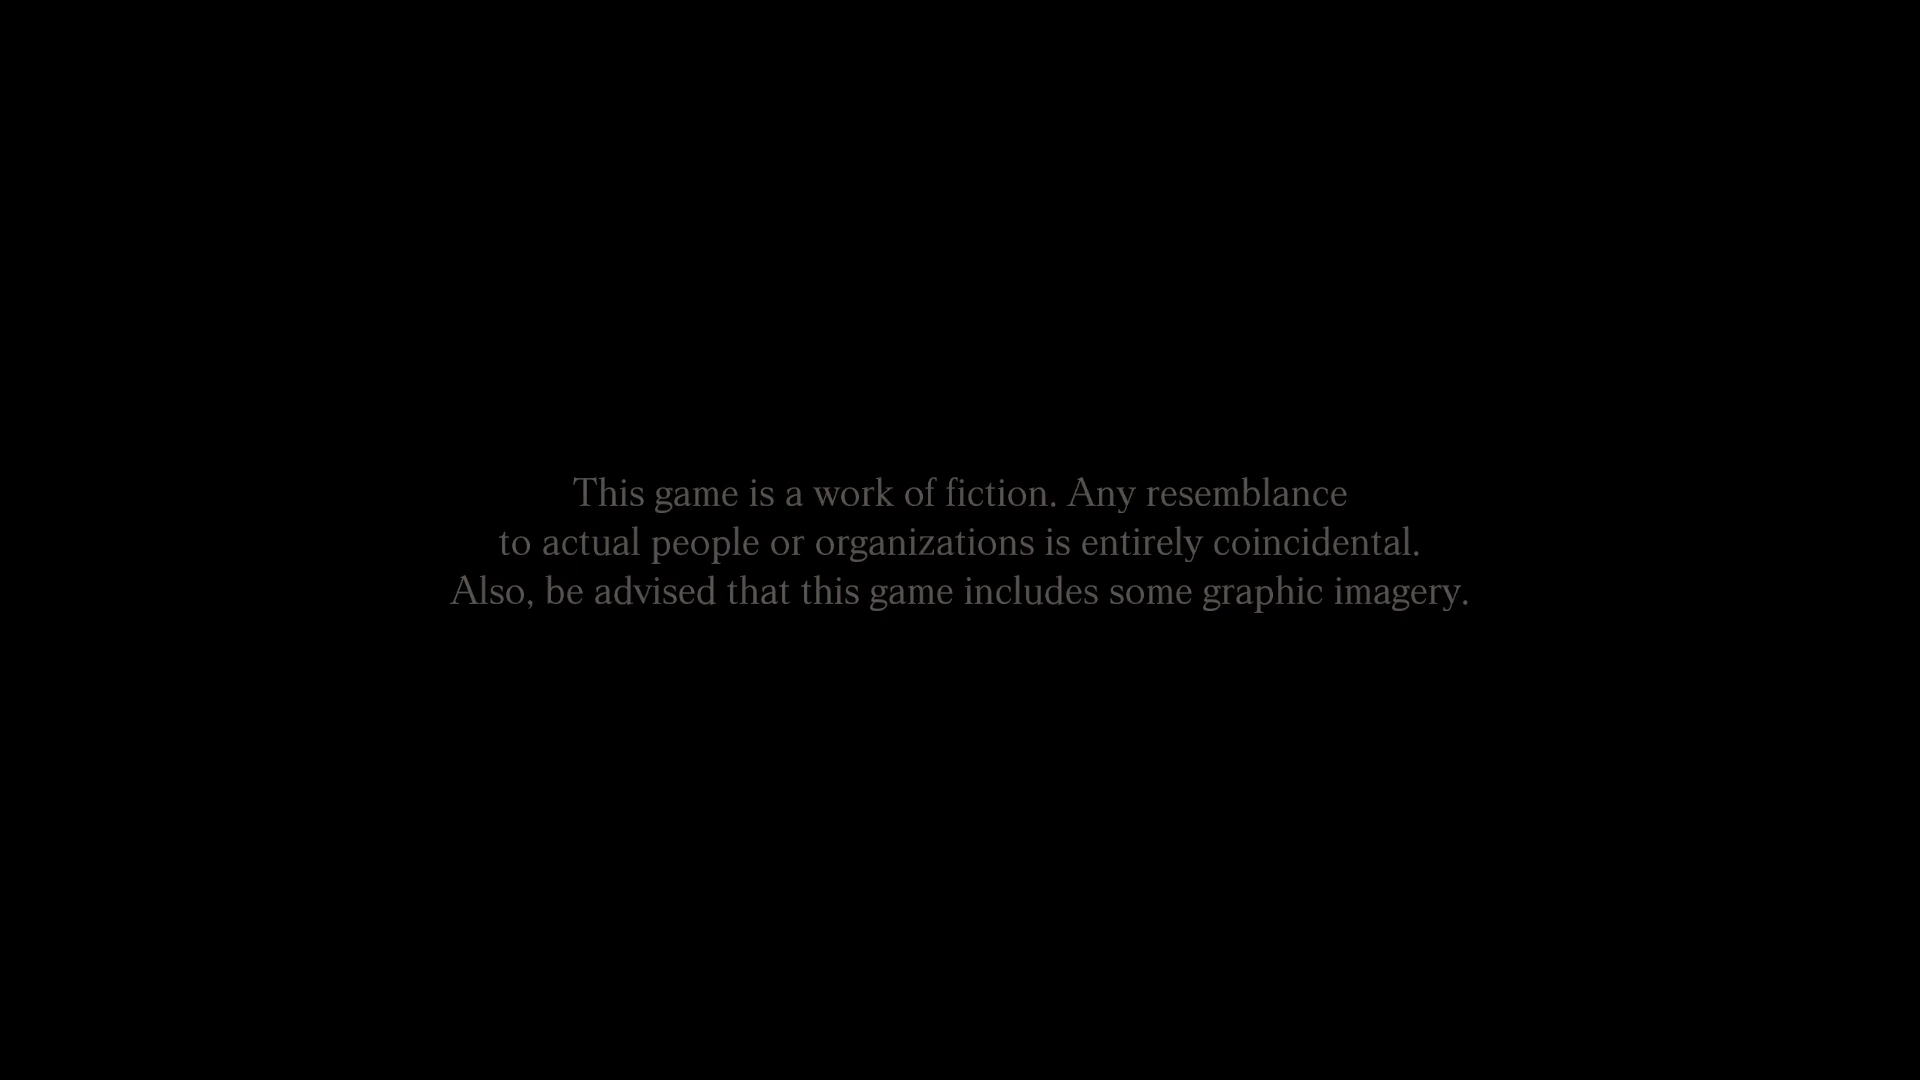 This game is a work of fiction. Any resemblance
to actual people or organizations is entirely coincidental.
Also, be advised that this game includes some graphic imagery.